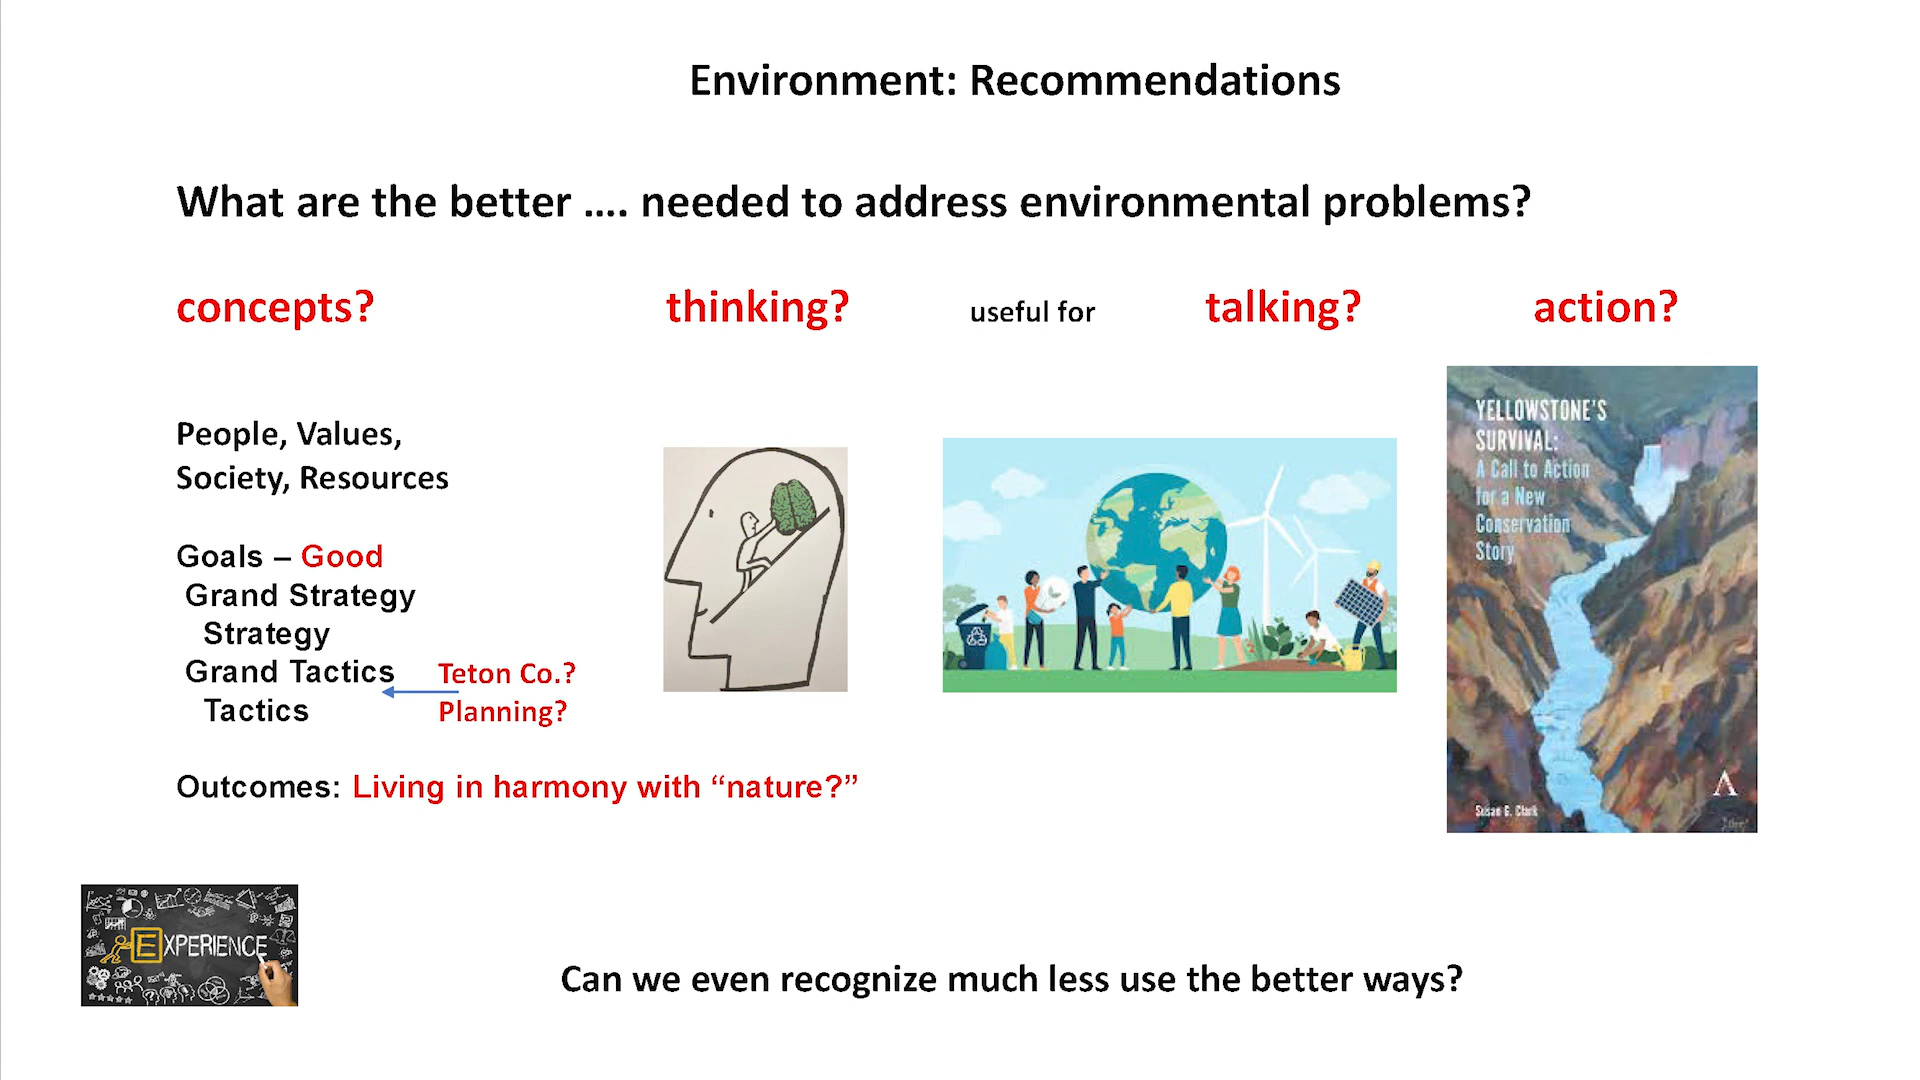 Environment: Recommendations
What are the better .... needed to address environmental problems?
concepts? thinking? useful for talking? action?
People, Values,
Society, Resources
Goals – Good
Grand Strategy
Strategy
Grand Tactics Teton Co.?
Tactics Planning?
Outcomes: Living in harmony with “nature?”
YELLOWSTONE'S
SURVIVAL:
A Call to Action
for a New
Conservation
Story
Susan G. Clark
EXPERIENCE
Can we even recognize much less use the better ways?